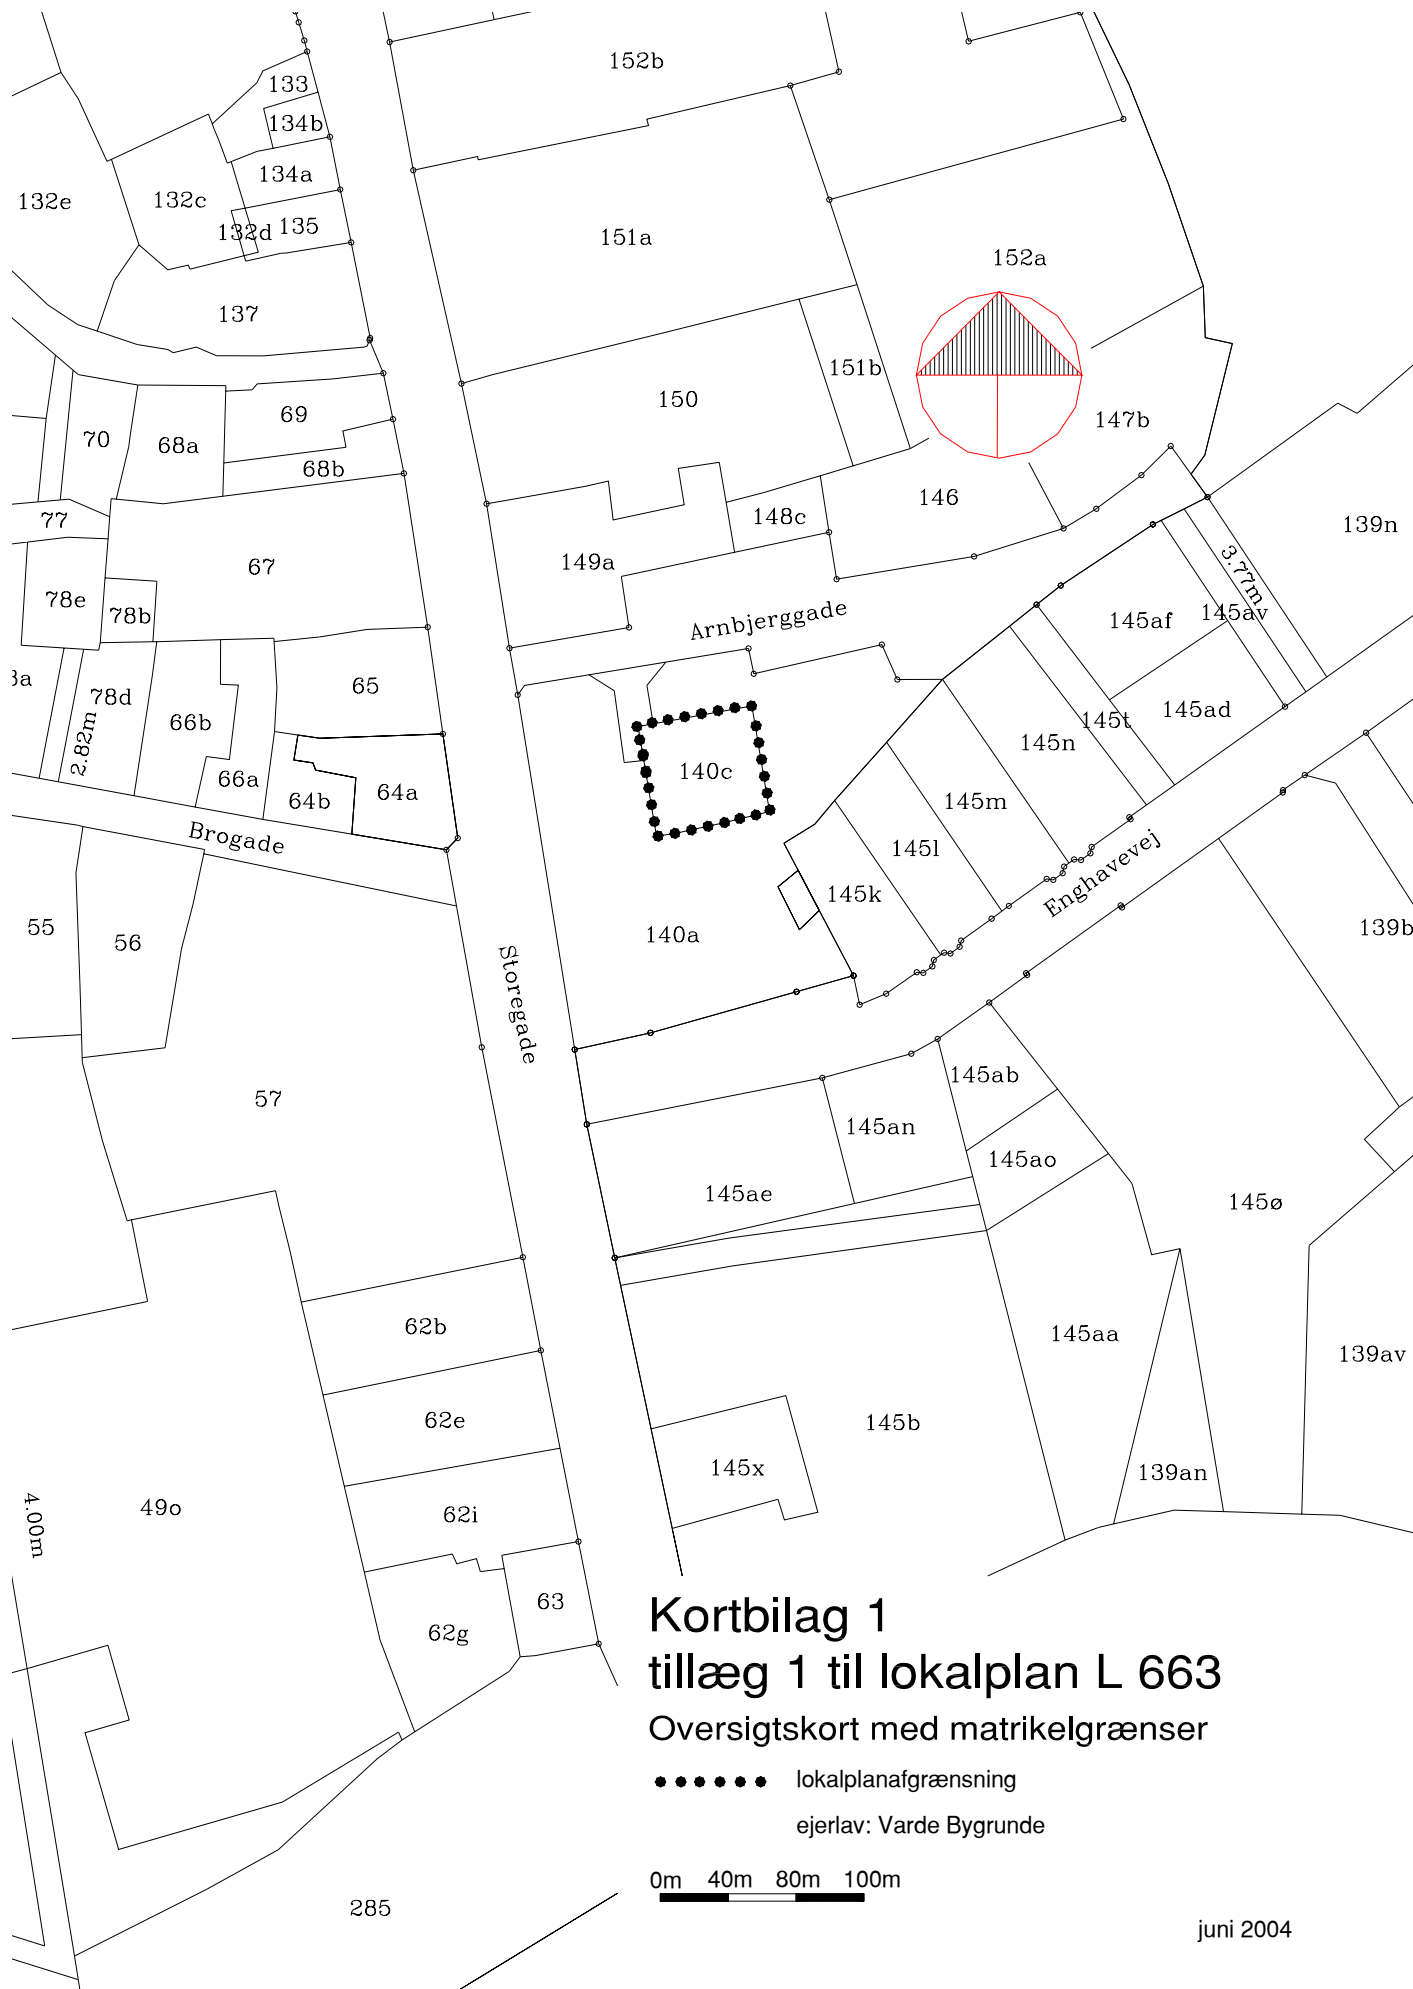 152b
133
134b
134a
132e
132c
132d
135
151a
152a
137
151b
150
69
147b
70
68a
68b
146
77
148c
139n
67
149a
3.77m
78e
78b
Arnbjerggade
145af
145av
3a
78d
65
66b
145t
145ad
2.82m
145n
66a
140c
64b
64a
145m
Brogade
145l
Enghavevej
145k
55
56
140a
139b
Storegade
145ab
57
145an
145ao
145ae
145ø
62b
145aa
139av
62e
145b
145x
139an
4.00m
49o
62i
63
62g
Kortbilag 1
tillæg 1 til lokalplan L 663
Oversigtskort med matrikelgrænser
lokalplanafgrænsning
ejerlav: Varde Bygrunde
0m 40m 80m 100m
285
juni 2004